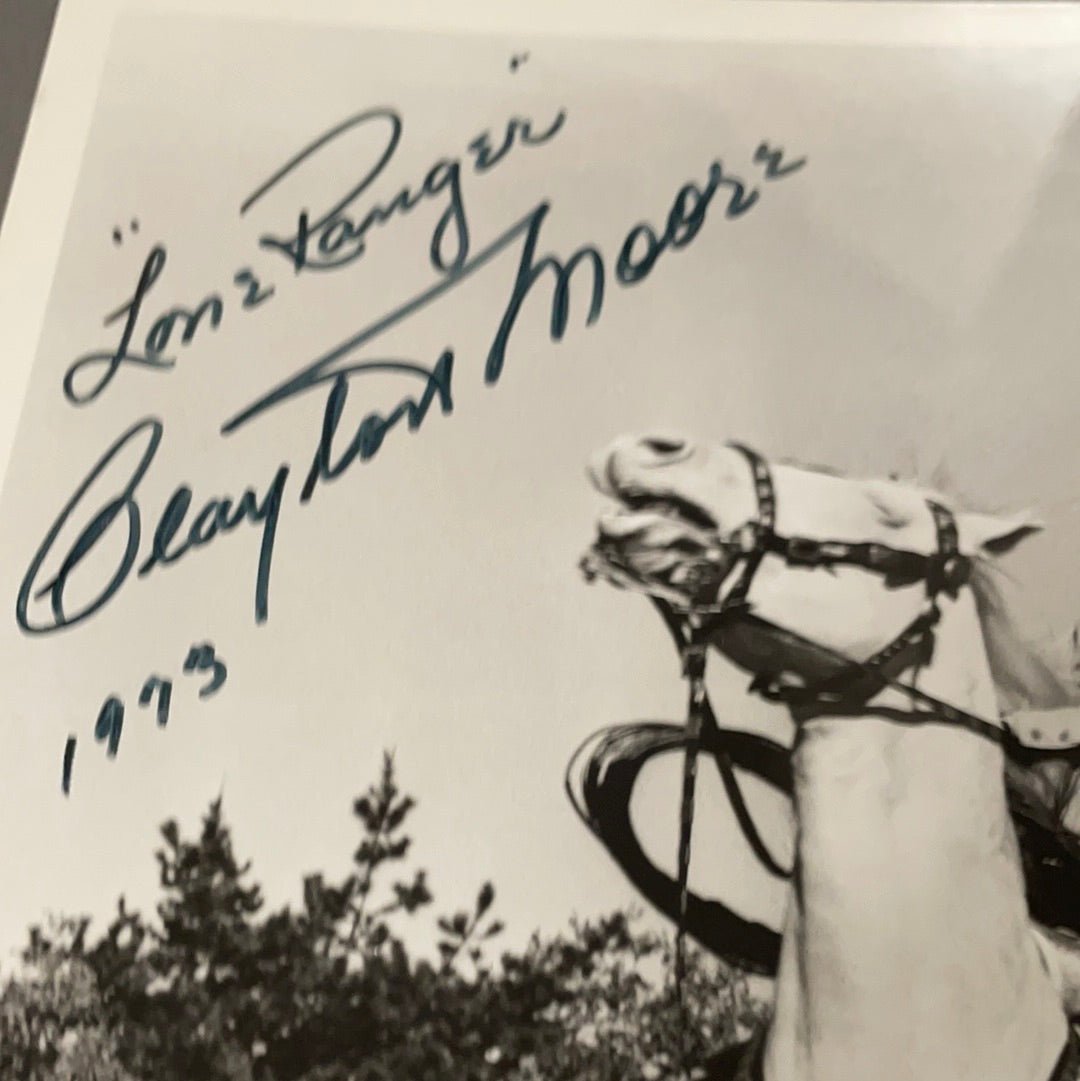 "Lone Ranger"
Clayton Moore
1973